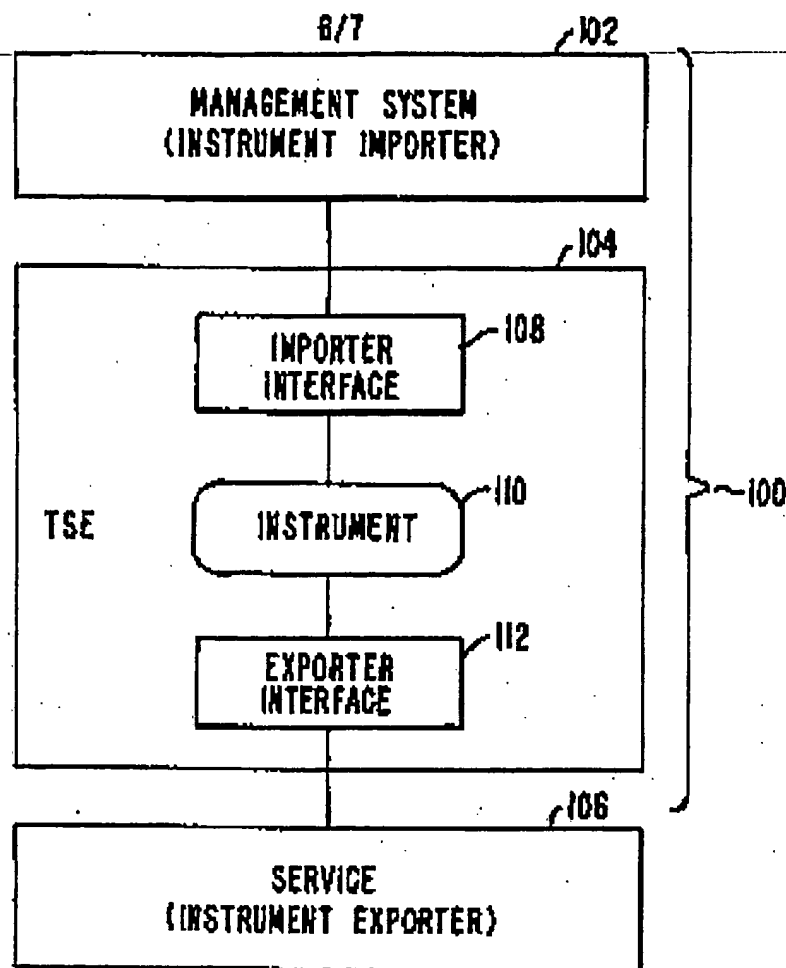 6/7
102
MANAGEMENT SYSTEM
(INSTRUMENT IMPORTER)
104
108
IMPORTER
INTERFACE
110
INSTRUMENT
TSE
100
112
EXPORTER
INTERFACE
106
SERVICE
(INSTRUMENT EXPORTER)